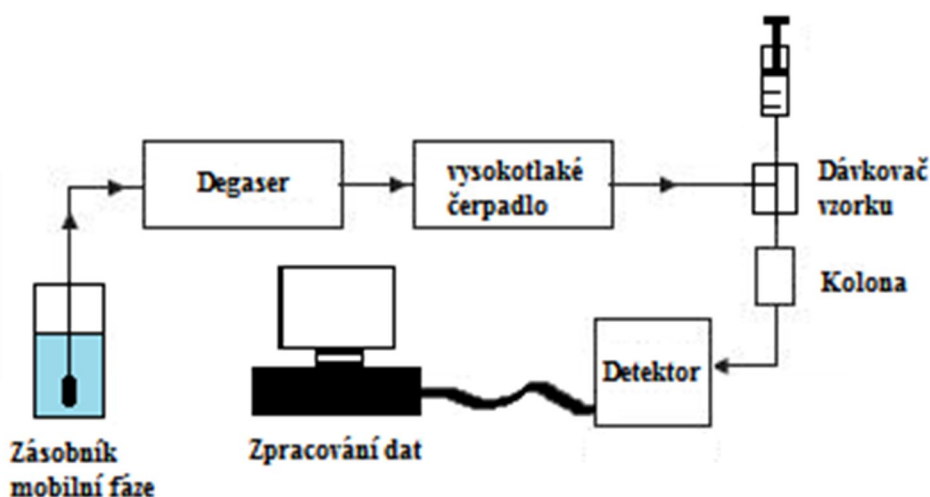 Degaser
vysokotlaké
čerpadlo
Dávkovač
vzorku
Kolona
Detektor
Zpracování dat
Zásobník
mobilní fáze